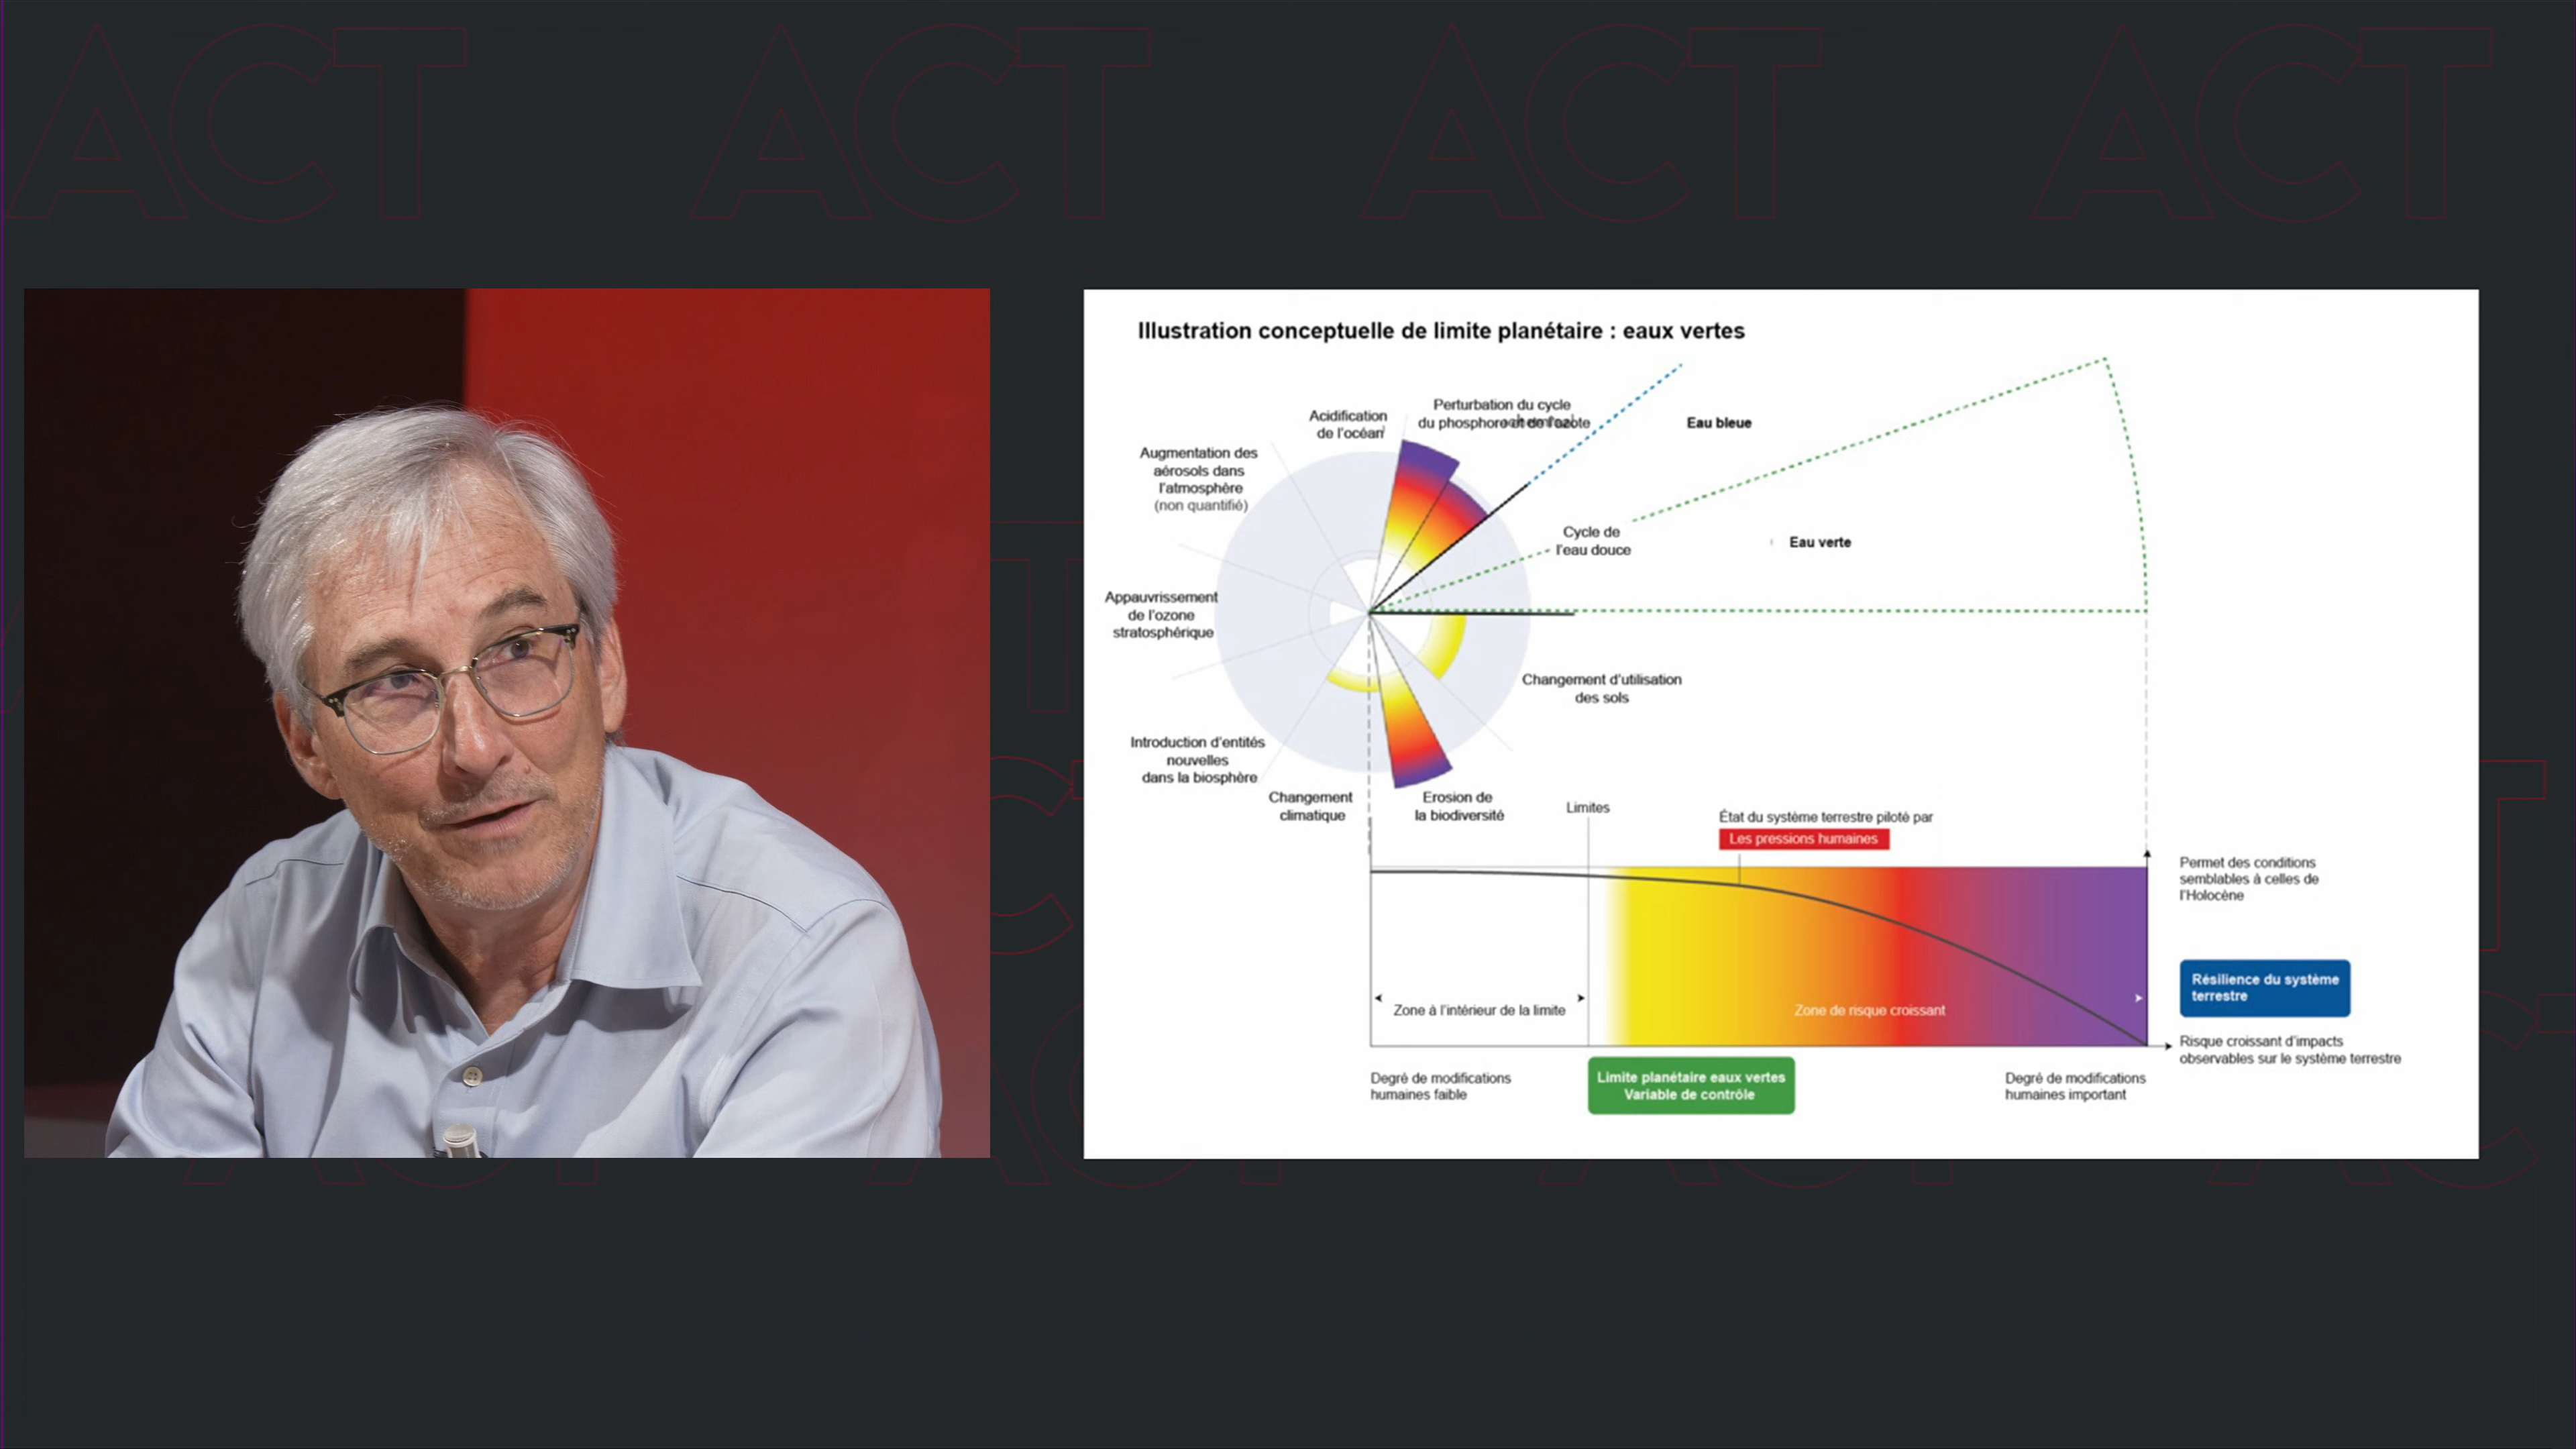 ACT ACT ACT ACT
Illustration conceptuelle de limite planétaire : eaux vertes
Acidification
de l'océan
Perturbation du cycle
du phosphore et de l'azote
Eau bleue
Augmentation des
aérosols dans
l'atmosphère
(non quantifié)
Cycle de
l'eau douce
Eau verte
Appauvrissement
de l'ozone
stratosphérique
Changement d'utilisation
des sols
Introduction d'entités
nouvelles
dans la biosphère
Changement
climatique
Erosion de
la biodiversité
Limites
État du système terrestre piloté par
Les pressions humaines
Permet des conditions
semblables à celles de
l'Holocène
Résilience du système
terrestre
Zone à l'intérieur de la limite
Zone de risque croissant
Risque croissant d'impacts
observables sur le système terrestre
Degré de modifications
humaines faible
Limite planétaire eaux vertes
Variable de contrôle
Degré de modifications
humaines important